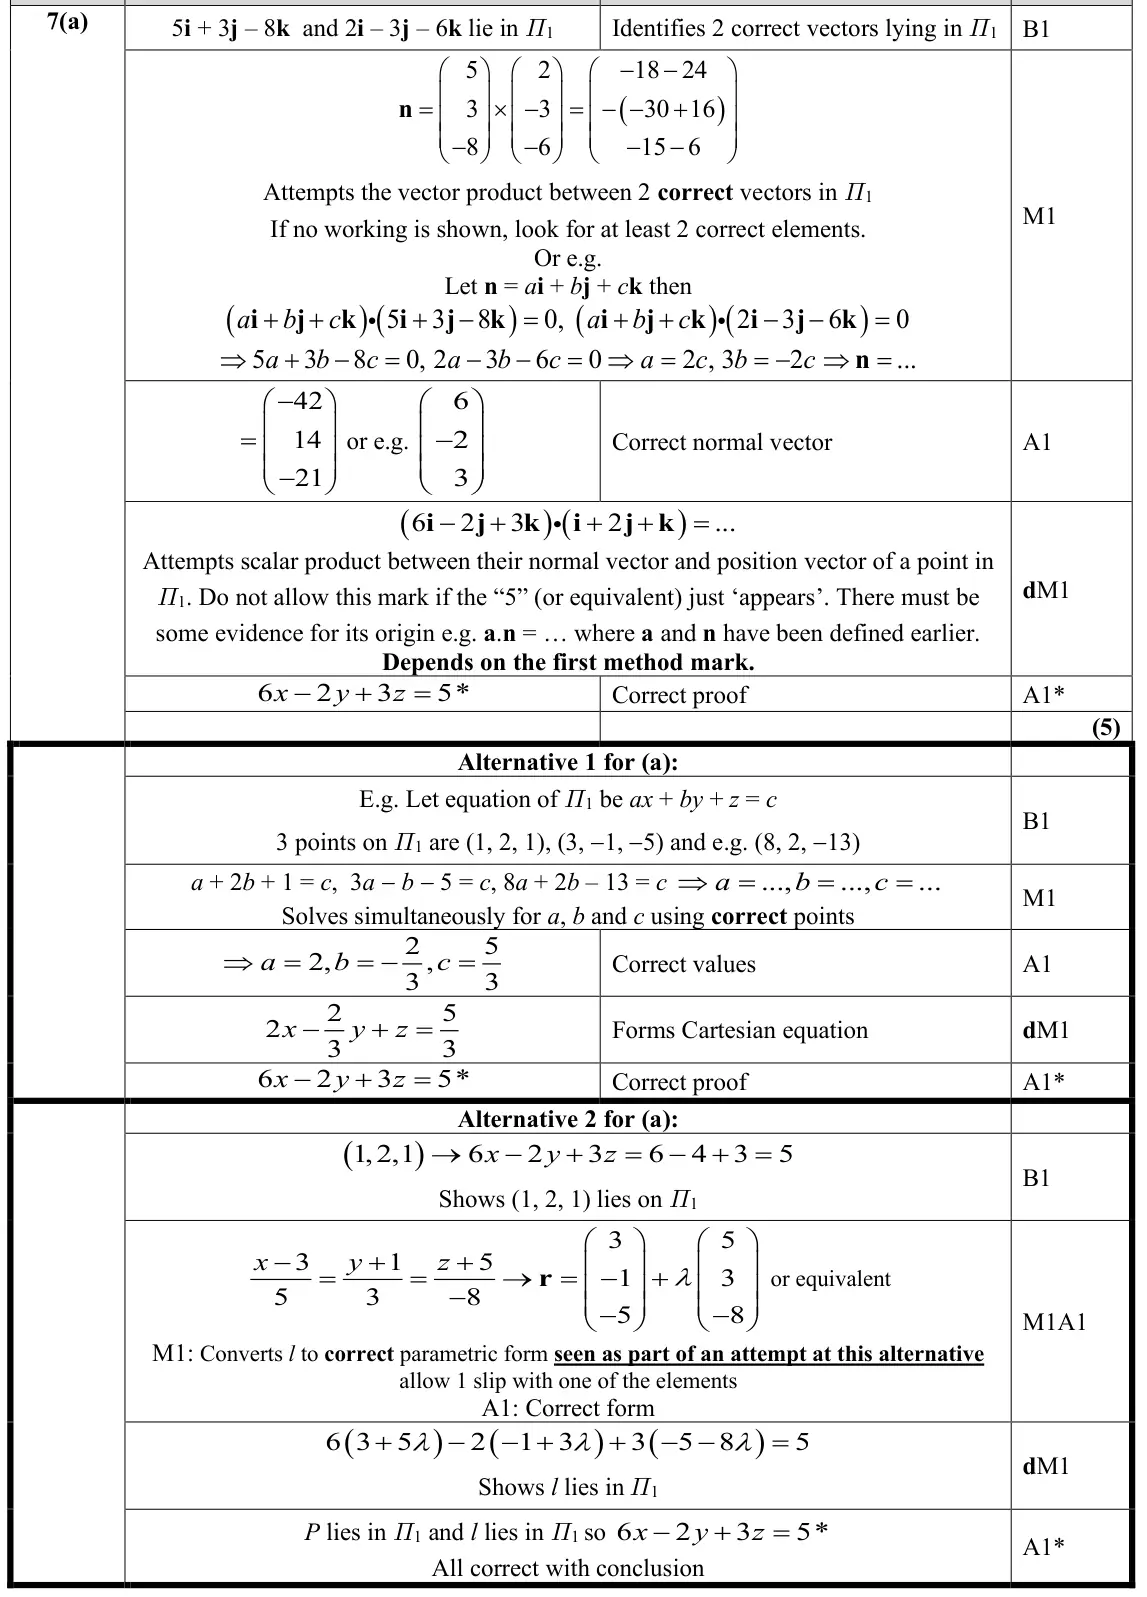 7(a)
5i + 3j – 8k and 2i – 3j – 6k lie in Π₁ Identifies 2 correct vectors lying in Π₁ B1
n = (5, 3, −8) × (2, −3, −6) = (−18 − 24, −(−30 + 16), −15 − 6)
Attempts the vector product between 2 correct vectors in Π₁
If no working is shown, look for at least 2 correct elements.
M1
Or e.g.
Let n = ai + bj + ck then
(ai + bj + ck)•(5i + 3j − 8k) = 0, (ai + bj + ck)•(2i − 3j − 6k) = 0
⇒ 5a + 3b − 8c = 0, 2a − 3b − 6c = 0 ⇒ a = 2c, 3b = −2c ⇒ n = ...
= (−42, 14, −21) or e.g. (6, −2, 3) Correct normal vector A1
(6i − 2j + 3k)•(i + 2j + k) = ...
Attempts scalar product between their normal vector and position vector of a point in
Π₁. Do not allow this mark if the “5” (or equivalent) just ‘appears’. There must be
some evidence for its origin e.g. a.n = … where a and n have been defined earlier.
Depends on the first method mark.
dM1
6x − 2y + 3z = 5 * Correct proof A1*
(5)
Alternative 1 for (a):
E.g. Let equation of Π₁ be ax + by + z = c
3 points on Π₁ are (1, 2, 1), (3, −1, −5) and e.g. (8, 2, −13)
B1
a + 2b + 1 = c, 3a − b − 5 = c, 8a + 2b – 13 = c ⇒ a = ..., b = ..., c = ...
Solves simultaneously for a, b and c using correct points
M1
⇒ a = 2, b = −2/3, c = 5/3 Correct values A1
2x − 2/3 y + z = 5/3 Forms Cartesian equation dM1
6x − 2y + 3z = 5 * Correct proof A1*
Alternative 2 for (a):
(1, 2, 1) → 6x − 2y + 3z = 6 − 4 + 3 = 5
Shows (1, 2, 1) lies on Π₁
B1
(x − 3)/5 = (y + 1)/3 = (z + 5)/−8 → r = (3, −1, −5) + λ(5, 3, −8) or equivalent
M1: Converts l to correct parametric form seen as part of an attempt at this alternative
allow 1 slip with one of the elements
A1: Correct form
M1A1
6(3 + 5λ) − 2(−1 + 3λ) + 3(−5 − 8λ) = 5
Shows l lies in Π₁
dM1
P lies in Π₁ and l lies in Π₁ so 6x − 2y + 3z = 5 *
All correct with conclusion
A1*